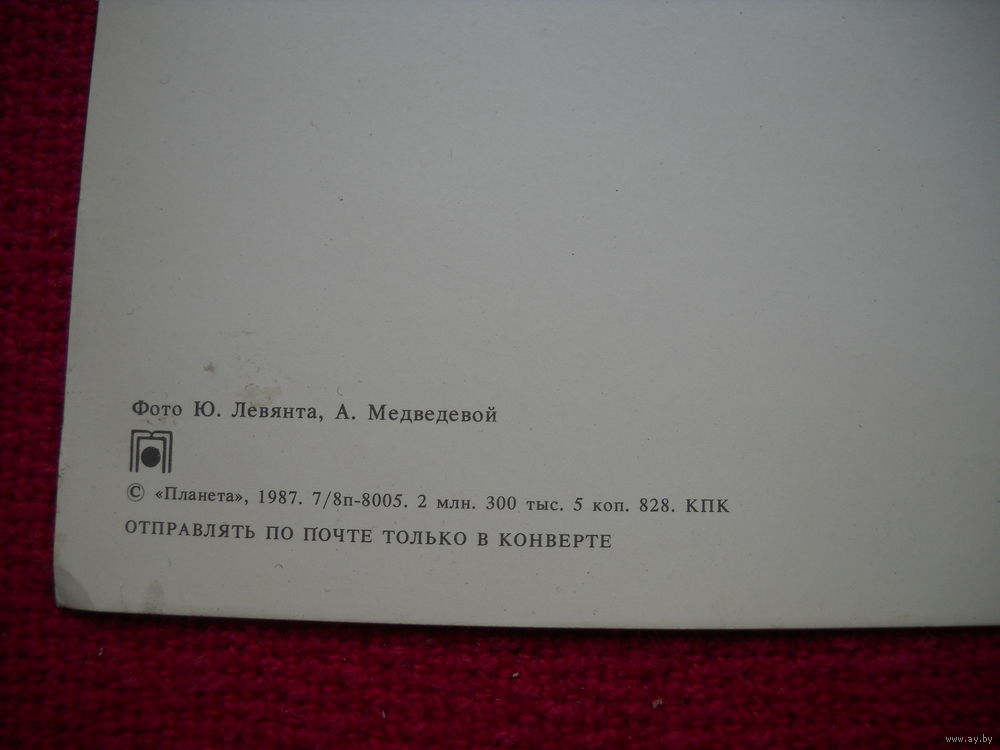 Фото Ю. Левянта, А. Медведевой
© «Планета», 1987. 7/8п-8005. 2 млн. 300 тыс. 5 коп. 828. КПК
ОТПРАВЛЯТЬ ПО ПОЧТЕ ТОЛЬКО В КОНВЕРТЕ
www.ay.by